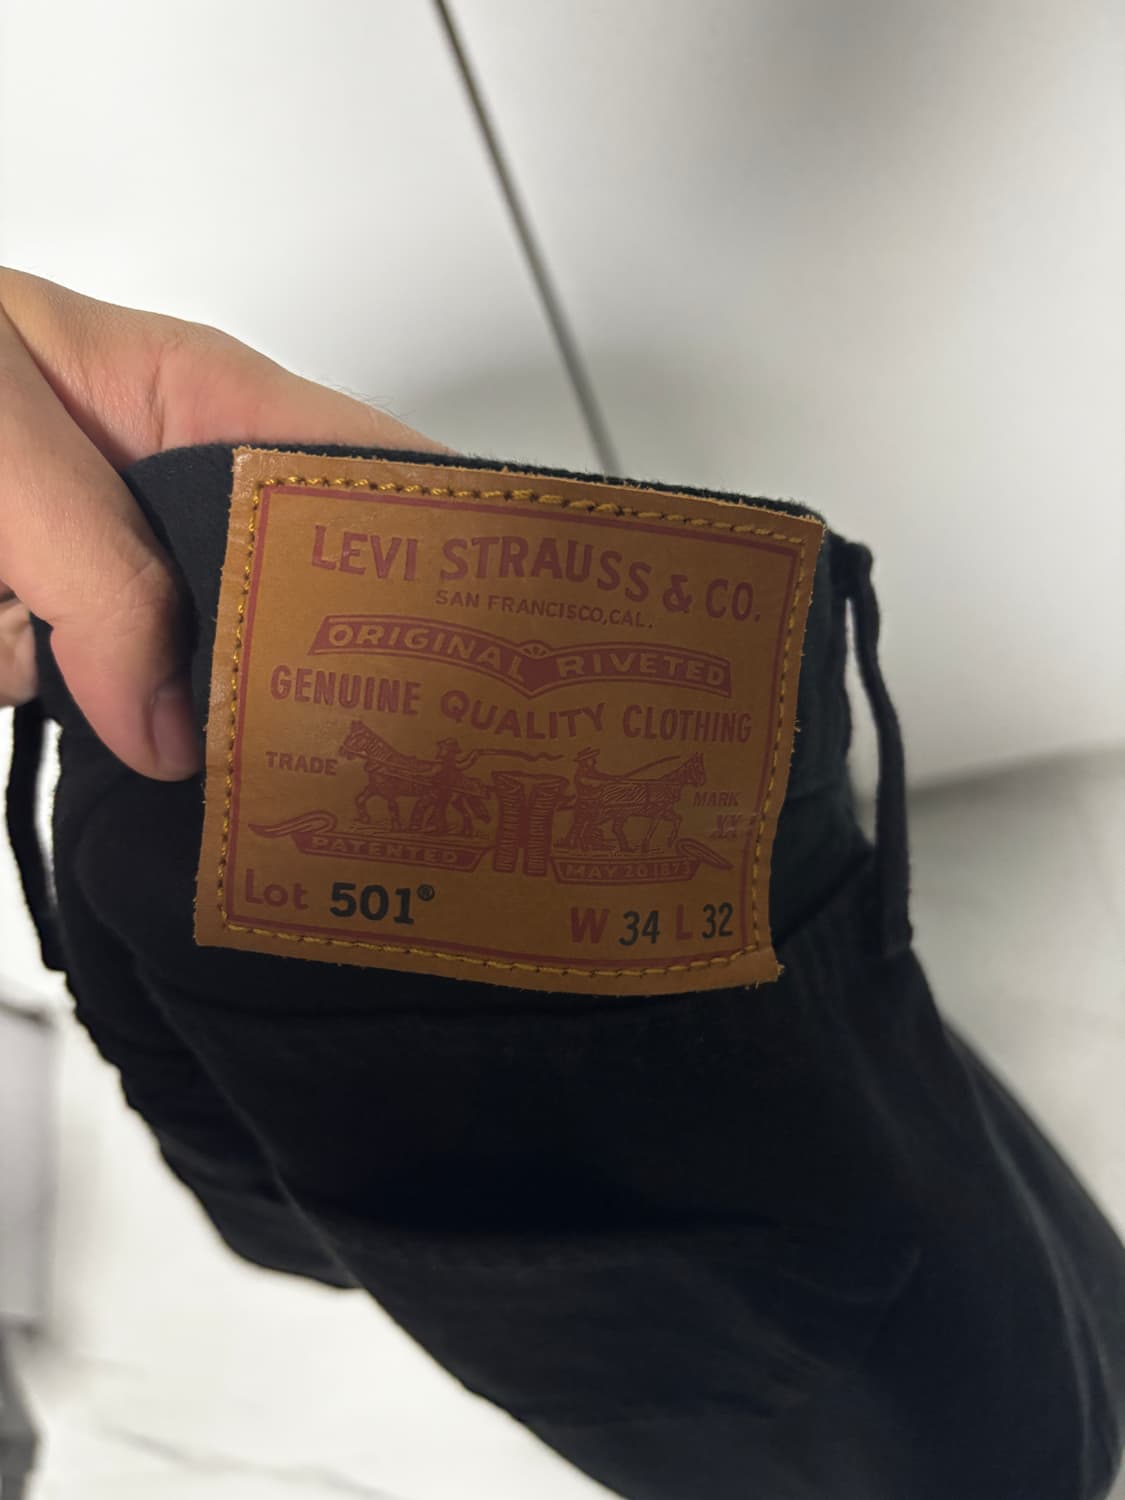 LEVI STRAUSS & CO.
SAN FRANCISCO, CAL.
ORIGINAL RIVETED
GENUINE QUALITY CLOTHING
TRADE MARK
XX
PATENTED MAY 20 1873
Lot 501® W 34 L 32